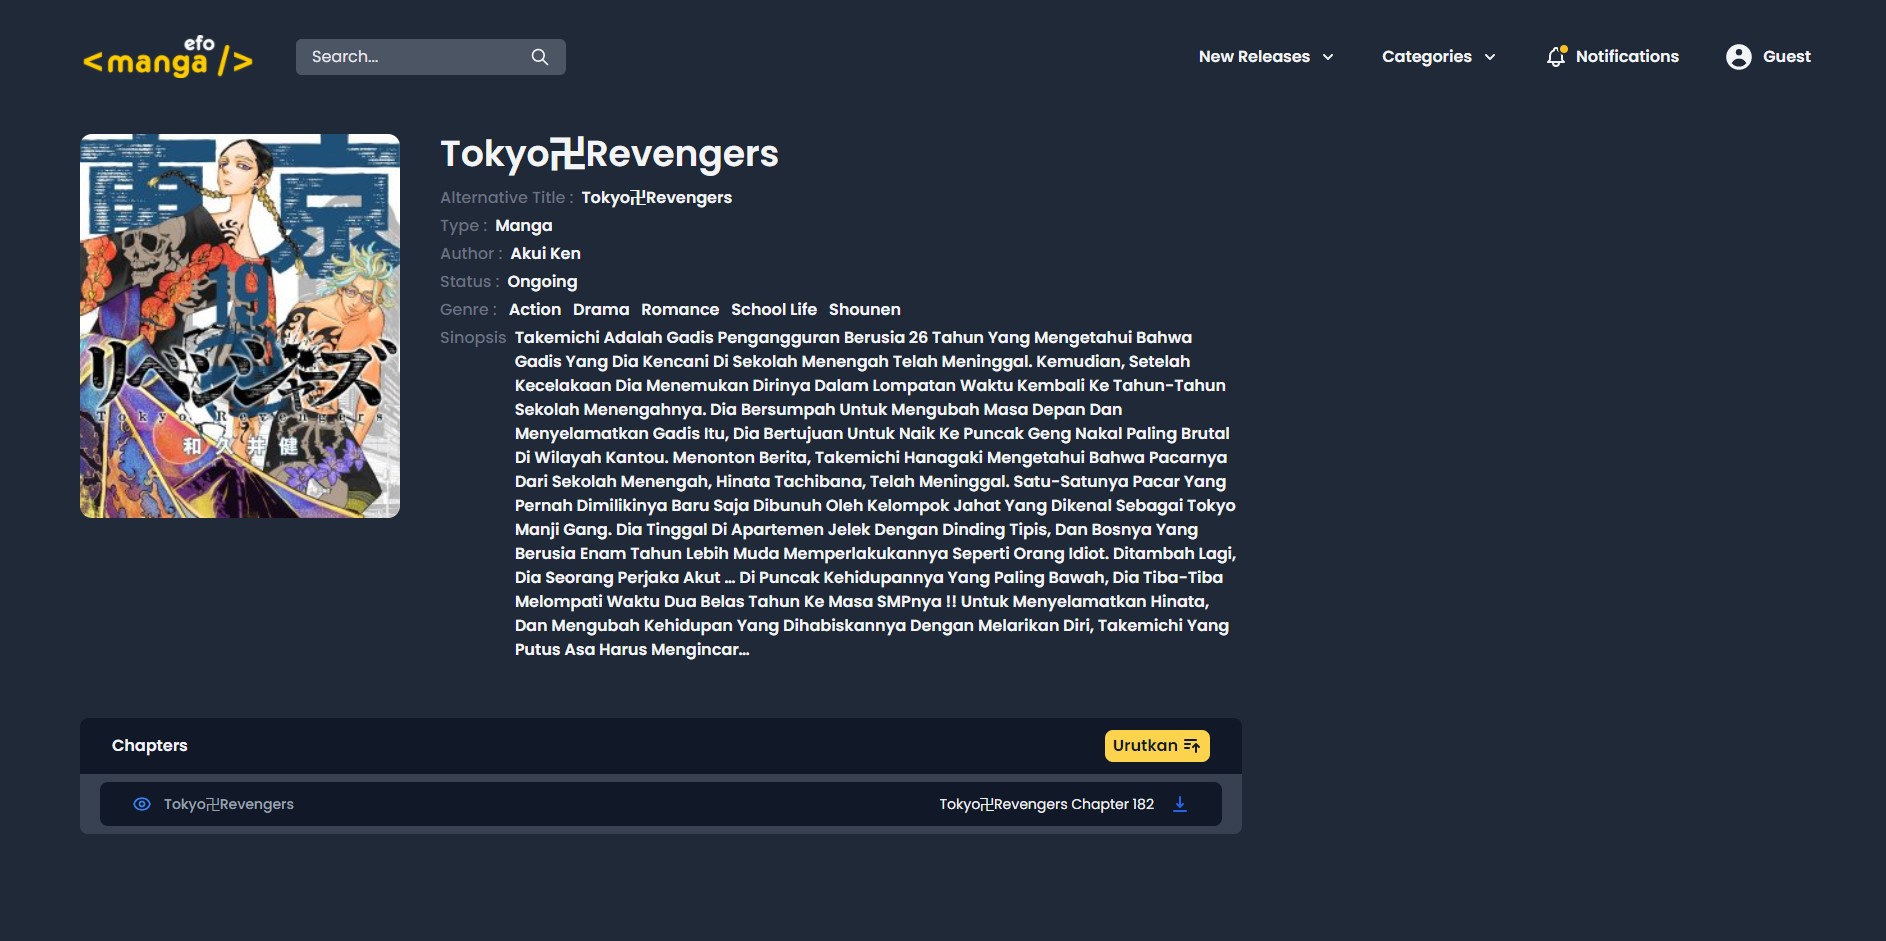 efo
<manga />
Search...
New Releases
Categories
Notifications
Guest
東京
19
リベンジャーズ
Tokyo Revengers
和久井健
Tokyo卍Revengers
Alternative Title : Tokyo卍Revengers
Type : Manga
Author : Akui Ken
Status : Ongoing
Genre : Action Drama Romance School Life Shounen
Sinopsis Takemichi Adalah Gadis Pengangguran Berusia 26 Tahun Yang Mengetahui Bahwa
Gadis Yang Dia Kencani Di Sekolah Menengah Telah Meninggal. Kemudian, Setelah
Kecelakaan Dia Menemukan Dirinya Dalam Lompatan Waktu Kembali Ke Tahun-Tahun
Sekolah Menengahnya. Dia Bersumpah Untuk Mengubah Masa Depan Dan
Menyelamatkan Gadis Itu, Dia Bertujuan Untuk Naik Ke Puncak Geng Nakal Paling Brutal
Di Wilayah Kantou. Menonton Berita, Takemichi Hanagaki Mengetahui Bahwa Pacarnya
Dari Sekolah Menengah, Hinata Tachibana, Telah Meninggal. Satu-Satunya Pacar Yang
Pernah Dimilikinya Baru Saja Dibunuh Oleh Kelompok Jahat Yang Dikenal Sebagai Tokyo
Manji Gang. Dia Tinggal Di Apartemen Jelek Dengan Dinding Tipis, Dan Bosnya Yang
Berusia Enam Tahun Lebih Muda Memperlakukannya Seperti Orang Idiot. Ditambah Lagi,
Dia Seorang Perjaka Akut ... Di Puncak Kehidupannya Yang Paling Bawah, Dia Tiba-Tiba
Melompati Waktu Dua Belas Tahun Ke Masa SMPnya !! Untuk Menyelamatkan Hinata,
Dan Mengubah Kehidupan Yang Dihabiskannya Dengan Melarikan Diri, Takemichi Yang
Putus Asa Harus Mengincar...
Chapters
Urutkan
Tokyo卍Revengers
Tokyo卍Revengers Chapter 182